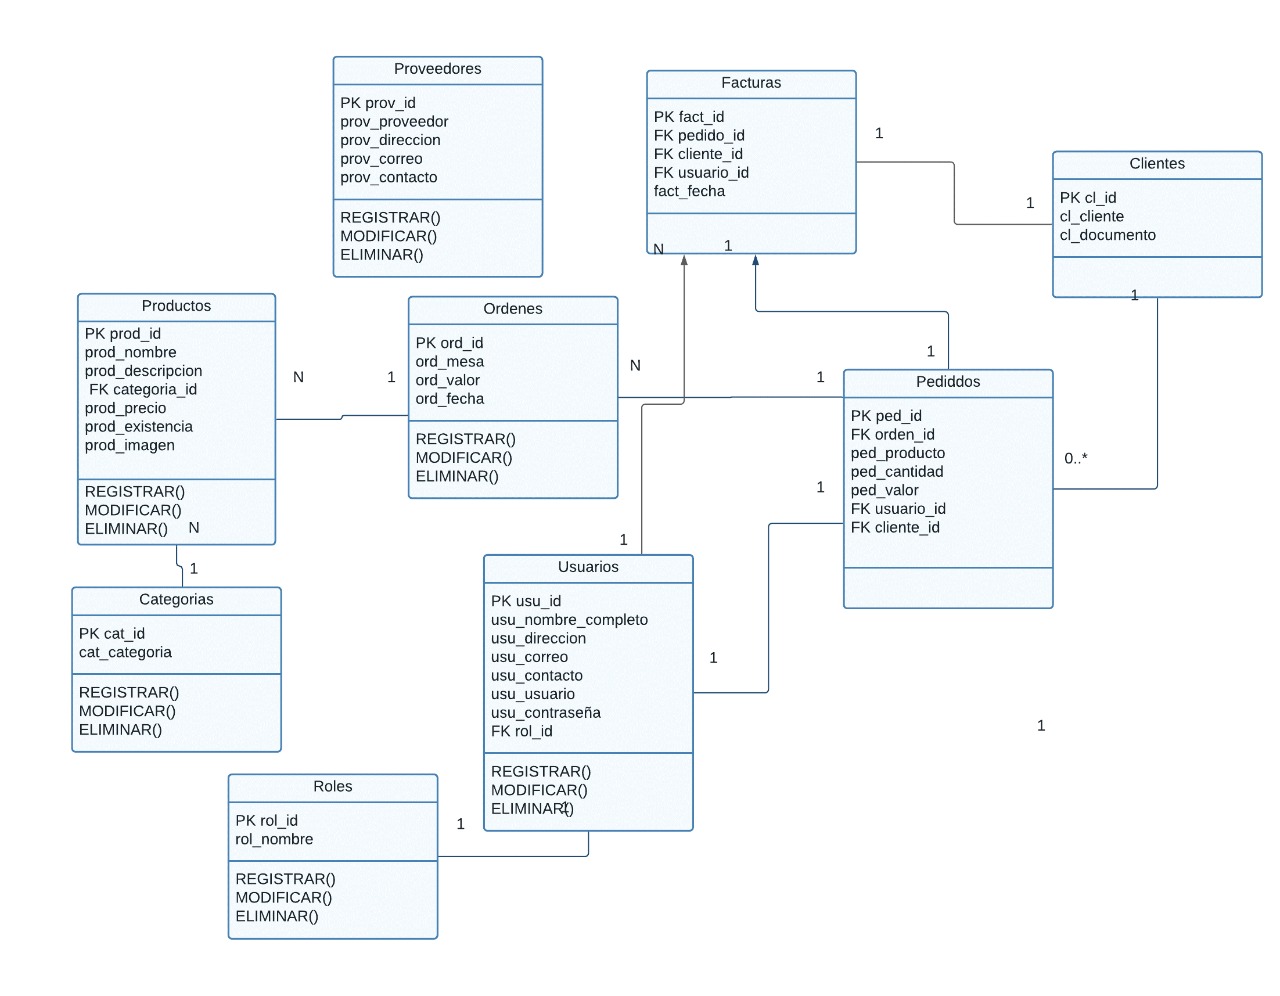 Proveedores
PK prov_id
prov_proveedor
prov_direccion
prov_correo
prov_contacto
REGISTRAR()
MODIFICAR()
ELIMINAR()
Facturas
PK fact_id
FK pedido_id
FK cliente_id
FK usuario_id
fact_fecha
N
1
1
1
Clientes
PK cl_id
cl_cliente
cl_documento
1
Productos
PK prod_id
prod_nombre
prod_descripcion
FK categoria_id
prod_precio
prod_existencia
prod_imagen
REGISTRAR()
MODIFICAR()
ELIMINAR()
N
N
1
Ordenes
PK ord_id
ord_mesa
ord_valor
ord_fecha
REGISTRAR()
MODIFICAR()
ELIMINAR()
N
1
1
Pediddos
PK ped_id
FK orden_id
ped_producto
ped_cantidad
ped_valor
FK usuario_id
FK cliente_id
0..*
1
1
Categorias
PK cat_id
cat_categoria
REGISTRAR()
MODIFICAR()
ELIMINAR()
1
Usuarios
PK usu_id
usu_nombre_completo
usu_direccion
usu_correo
usu_contacto
usu_usuario
usu_contraseña
FK rol_id
REGISTRAR()
MODIFICAR()
ELIMINAR()
1
1
Roles
PK rol_id
rol_nombre
REGISTRAR()
MODIFICAR()
ELIMINAR()
1